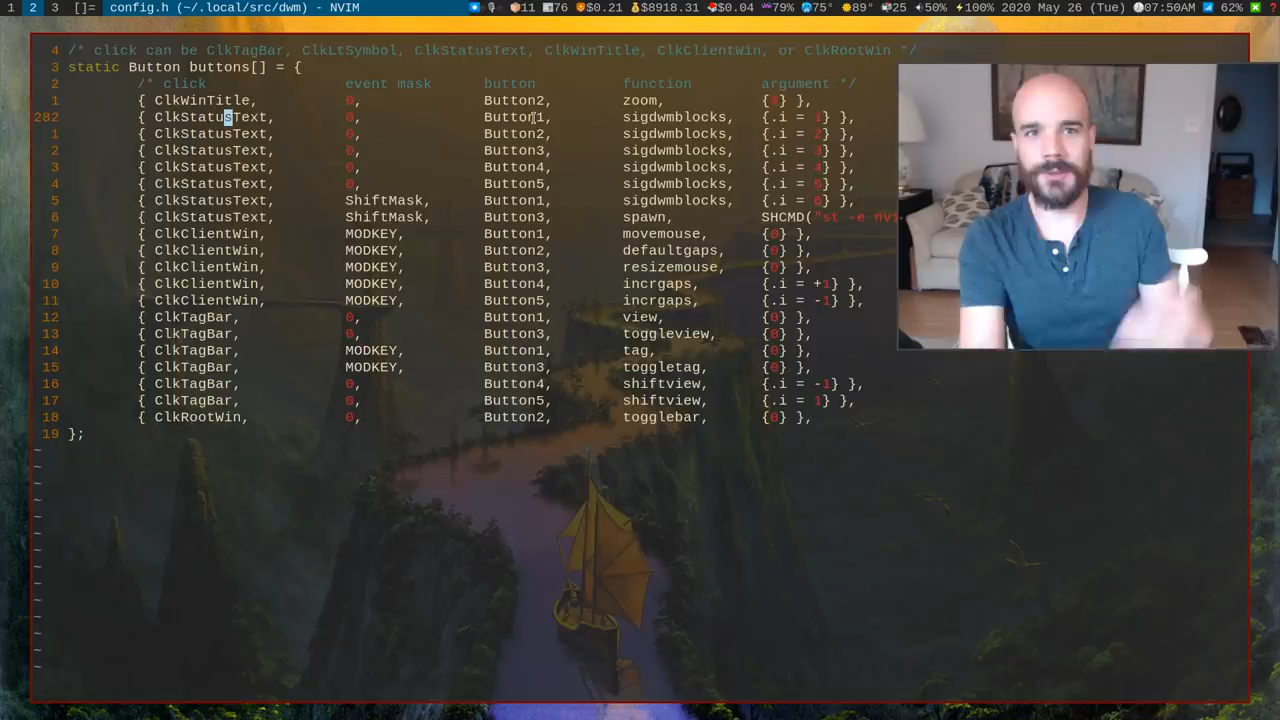 1 2 3 []= config.h (~/.local/src/dwm) - NVIM 11 76 $0.21 $8918.31 $0.04 79% 75° 89° 25 50% 100% 2020 May 26 (Tue) 07:50AM 62%
4 /* click can be ClkTagBar, ClkLtSymbol, ClkStatusText, ClkWinTitle, ClkClientWin, or ClkRootWin */
3 static Button buttons[] = {
2 /* click event mask button function argument */
1 { ClkWinTitle, 0, Button2, zoom, {0} },
282 { ClkStatusText, 0, Button1, sigdwmblocks, {.i = 1} },
1 { ClkStatusText, 0, Button2, sigdwmblocks, {.i = 2} },
2 { ClkStatusText, 0, Button3, sigdwmblocks, {.i = 3} },
3 { ClkStatusText, 0, Button4, sigdwmblocks, {.i = 4} },
4 { ClkStatusText, 0, Button5, sigdwmblocks, {.i = 5} },
5 { ClkStatusText, ShiftMask, Button1, sigdwmblocks, {.i = 6} },
6 { ClkStatusText, ShiftMask, Button3, spawn, SHCMD("st -e nvi
7 { ClkClientWin, MODKEY, Button1, movemouse, {0} },
8 { ClkClientWin, MODKEY, Button2, defaultgaps, {0} },
9 { ClkClientWin, MODKEY, Button3, resizemouse, {0} },
10 { ClkClientWin, MODKEY, Button4, incrgaps, {.i = +1} },
11 { ClkClientWin, MODKEY, Button5, incrgaps, {.i = -1} },
12 { ClkTagBar, 0, Button1, view, {0} },
13 { ClkTagBar, 0, Button3, toggleview, {0} },
14 { ClkTagBar, MODKEY, Button1, tag, {0} },
15 { ClkTagBar, MODKEY, Button3, toggletag, {0} },
16 { ClkTagBar, 0, Button4, shiftview, {.i = -1} },
17 { ClkTagBar, 0, Button5, shiftview, {.i = 1} },
18 { ClkRootWin, 0, Button2, togglebar, {0} },
19 };
~
~
~
~
~
~
~
~
~
~
~
~
~
~